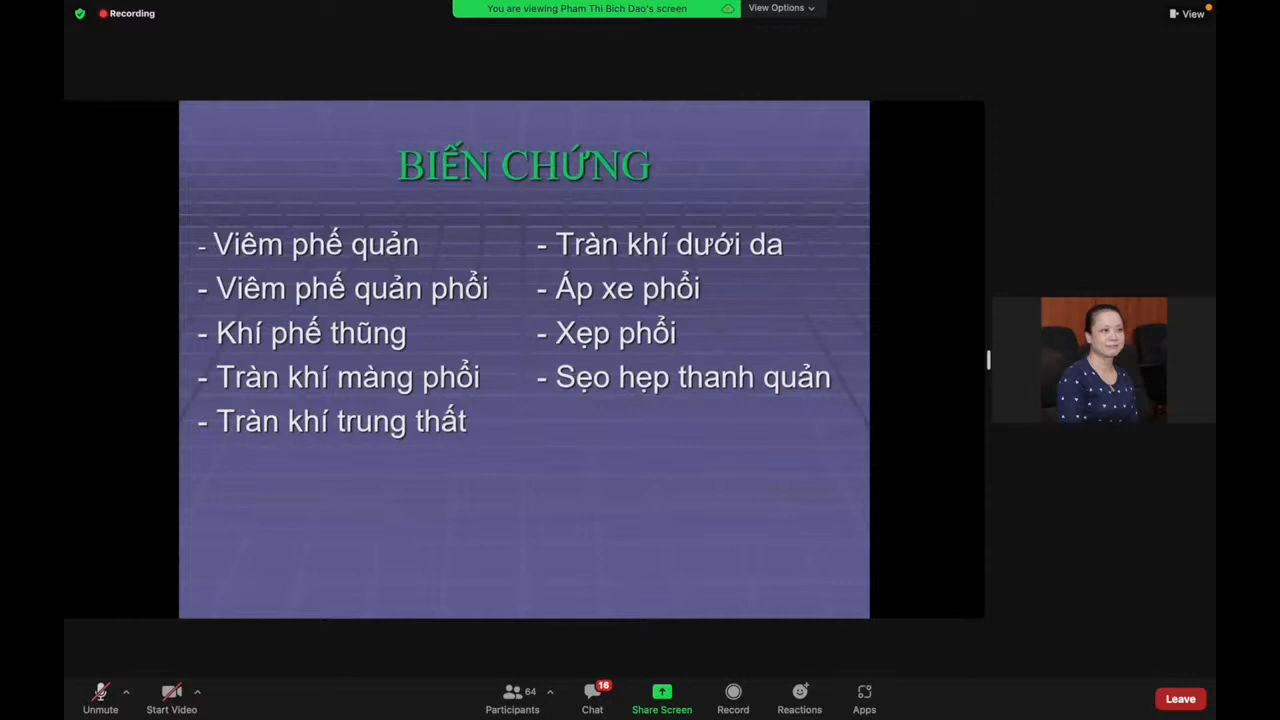 Recording
You are viewing Pham Thi Bich Dao's screen
View Options
View
BIẾN CHỨNG
- Viêm phế quản
- Viêm phế quản phổi
- Khí phế thũng
- Tràn khí màng phổi
- Tràn khí trung thất
- Tràn khí dưới da
- Áp xe phổi
- Xẹp phổi
- Sẹo hẹp thanh quản
Unmute
Start Video
64
Participants
16
Chat
Share Screen
Record
Reactions
Apps
Leave